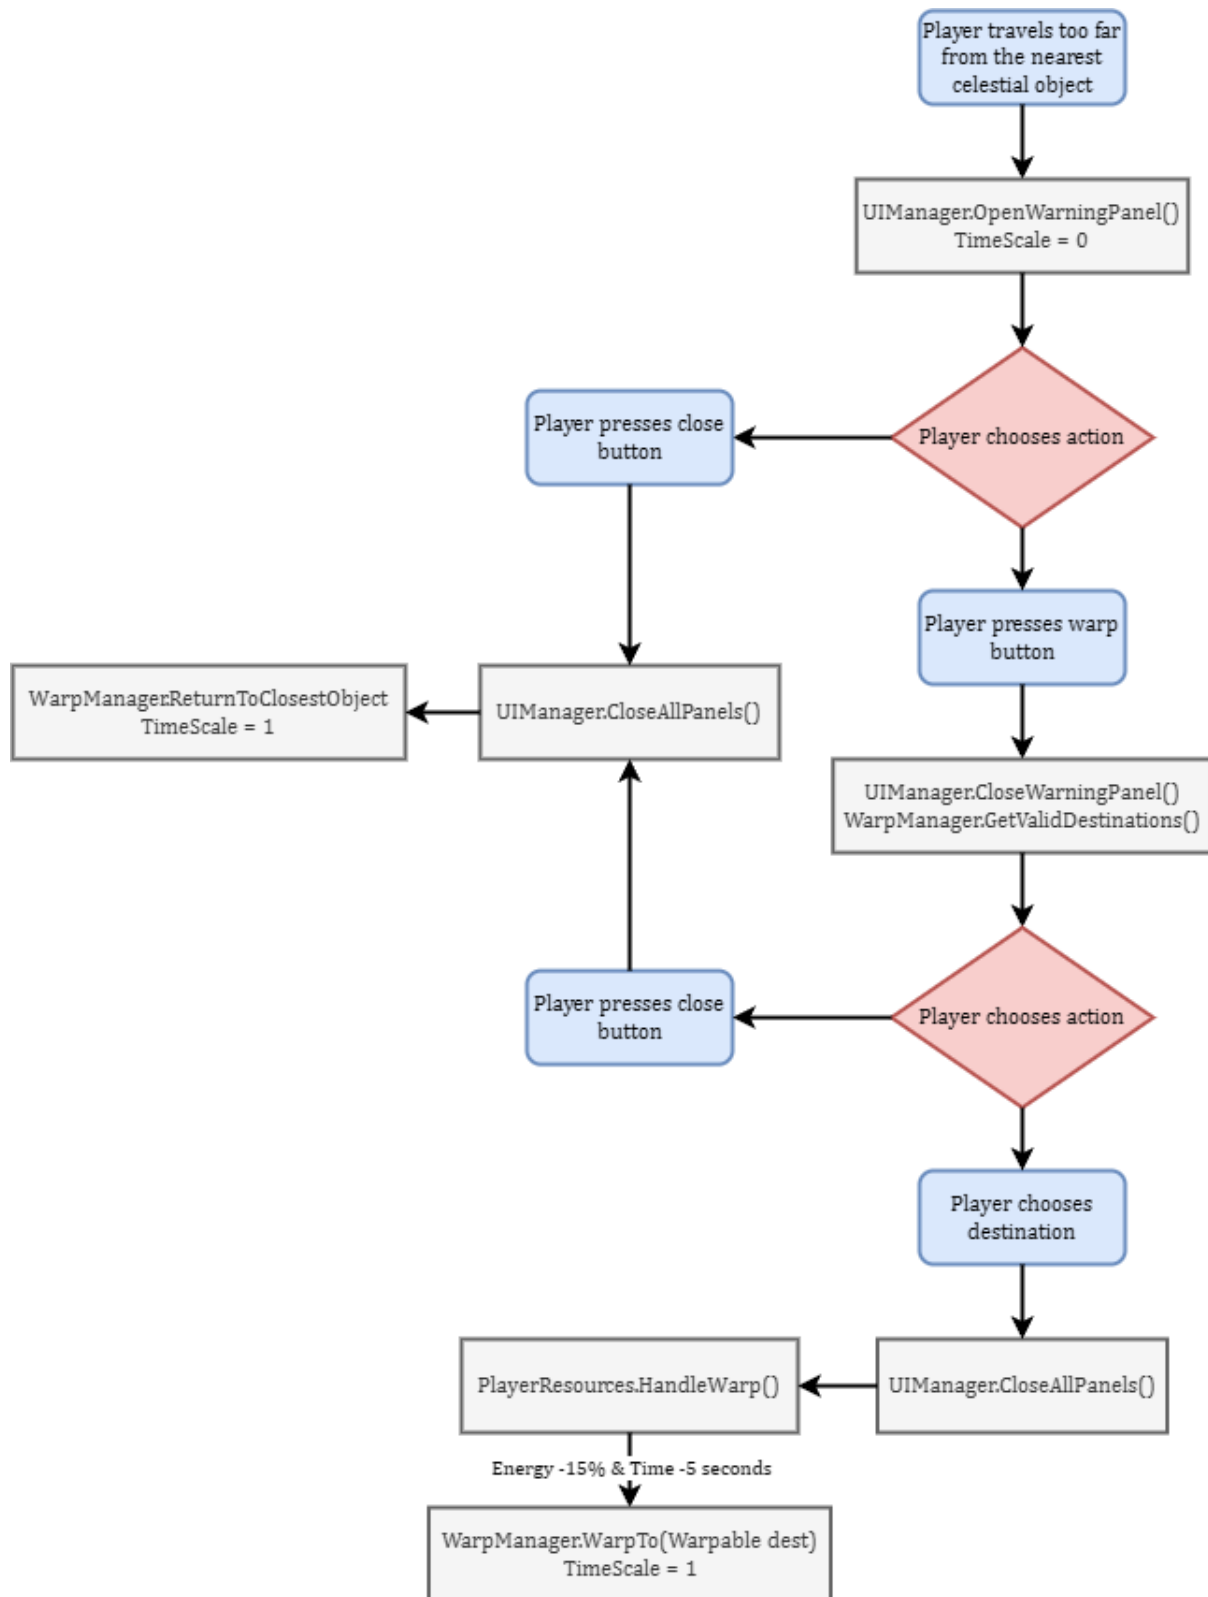 Player travels too far
from the nearest
celestial object
UIManager.OpenWarningPanel()
TimeScale = 0
Player chooses action
Player presses close
button
Player presses warp
button
WarpManager.ReturnToClosestObject
TimeScale = 1
UIManager.CloseAllPanels()
UIManager.CloseWarningPanel()
WarpManager.GetValidDestinations()
Player chooses action
Player presses close
button
Player chooses
destination
PlayerResources.HandleWarp()
UIManager.CloseAllPanels()
Energy -15% & Time -5 seconds
WarpManager.WarpTo(Warpable dest)
TimeScale = 1